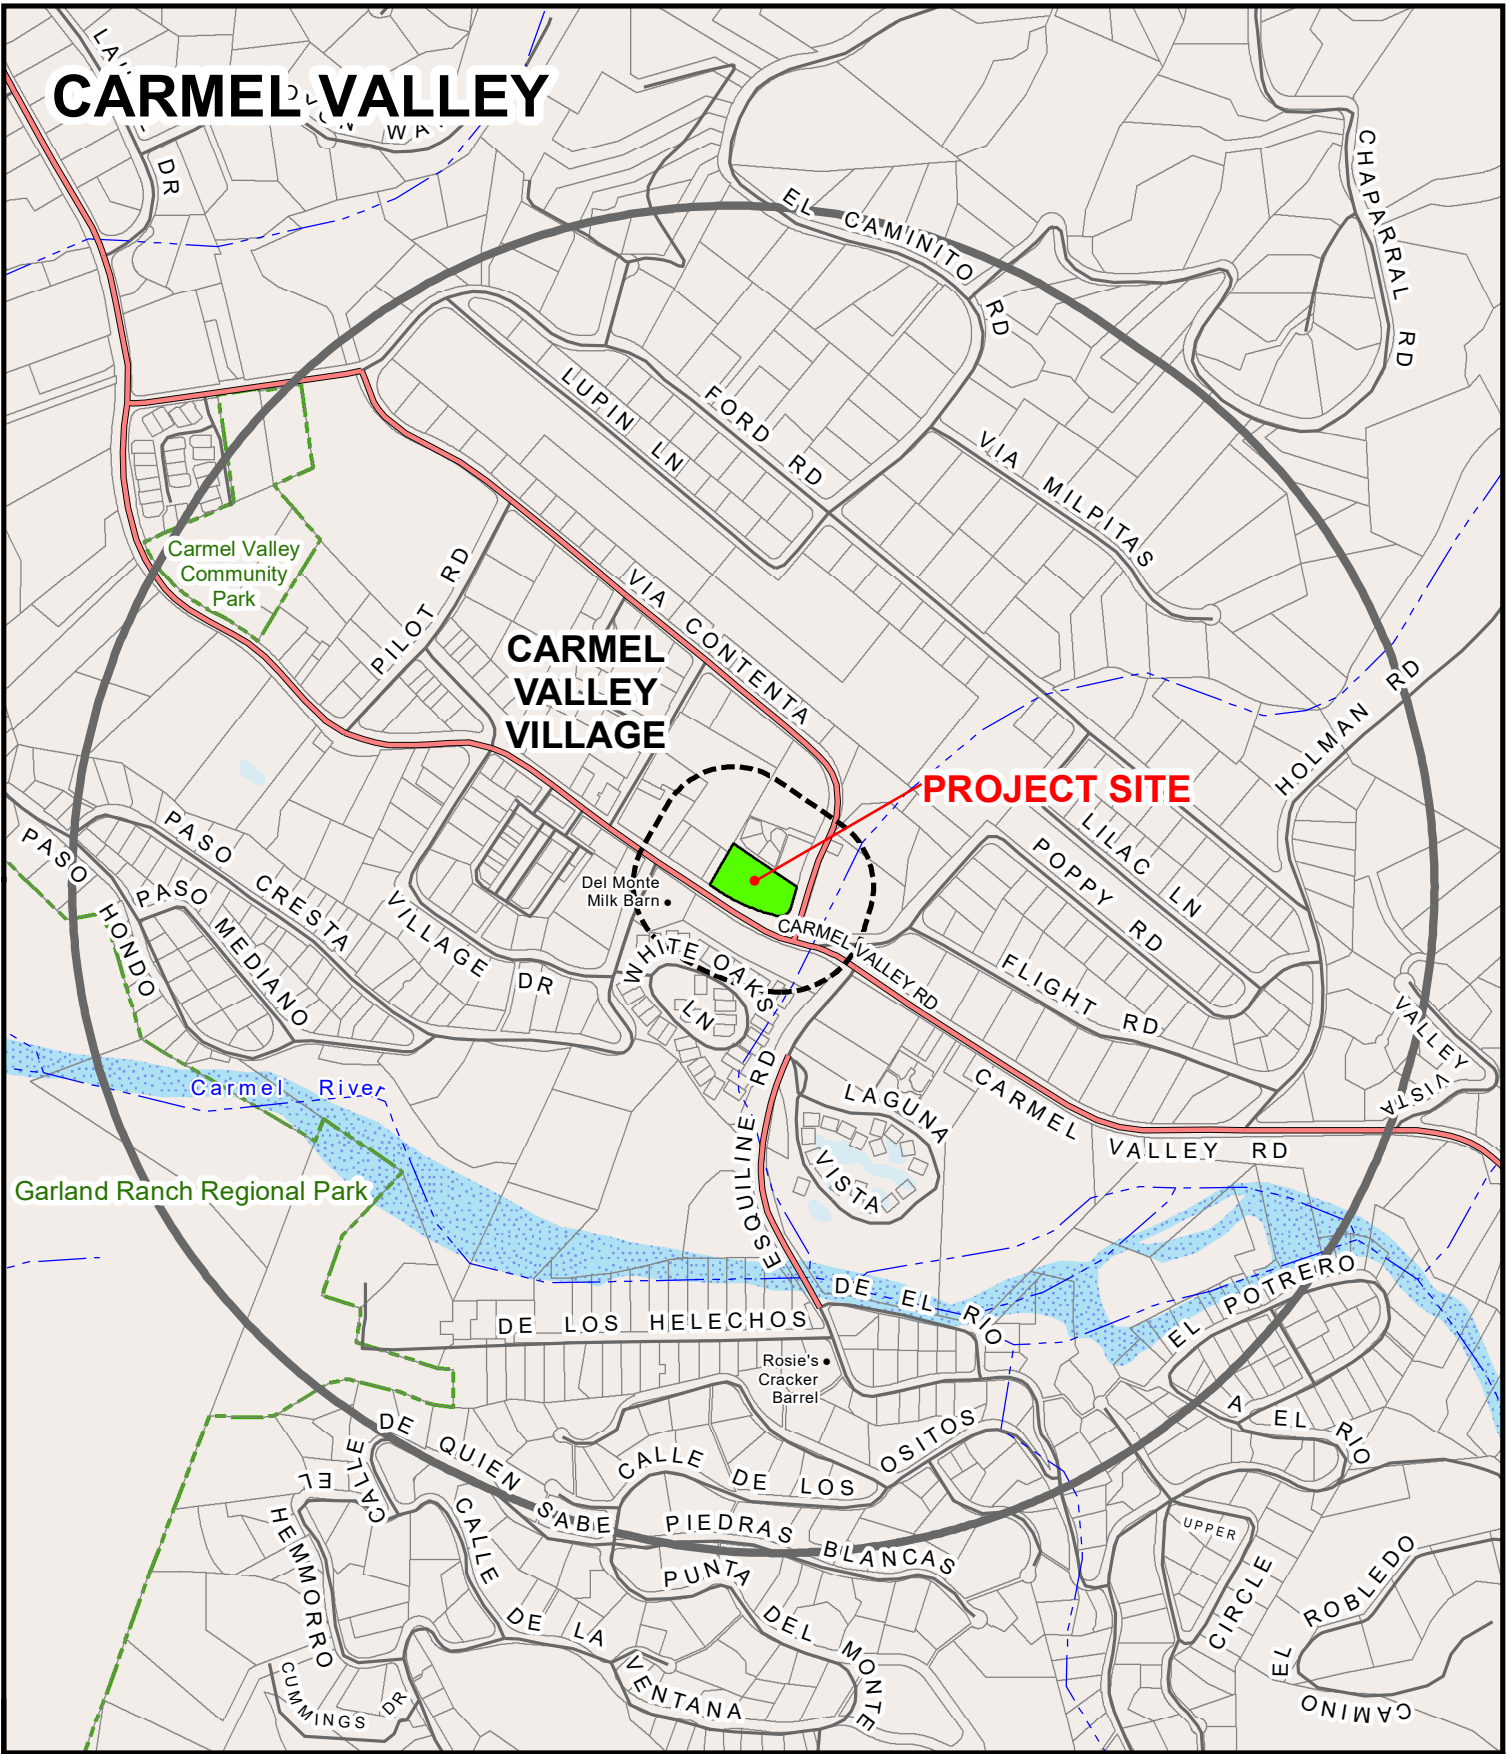 CARMEL VALLEY
DR
EL CAMINITO RD
CHAPARRAL RD
LUPIN LN
FORD RD
VIA MILPITAS
Carmel Valley
Community
Park
PILOT RD
VIA CONTENTA
CARMEL
VALLEY
VILLAGE
HOLMAN RD
PROJECT SITE
LILAC LN
POPPY RD
FLIGHT RD
PASO HONDO
PASO CRESTA
PASO MEDIANO
VILLAGE DR
Del Monte
Milk Barn
WHITE OAKS LN
CARMEL VALLEY RD
VALLEY VISTA
Carmel River
ESQUILINE RD
LAGUNA VISTA
CARMEL VALLEY RD
Garland Ranch Regional Park
DE EL RIO
EL POTRERO
DE LOS HELECHOS
Rosie's
Cracker
Barrel
A EL RIO
DE QUIEN SABE
CALLE DE LOS OSITOS
EL CALLE
EL HEMMORRO
CALLE DE LA VENTANA
PIEDRAS BLANCAS
PUNTA DEL MONTE
UPPER CIRCLE
EL ROBLEDO
CAMINO
CUMMINGS DR